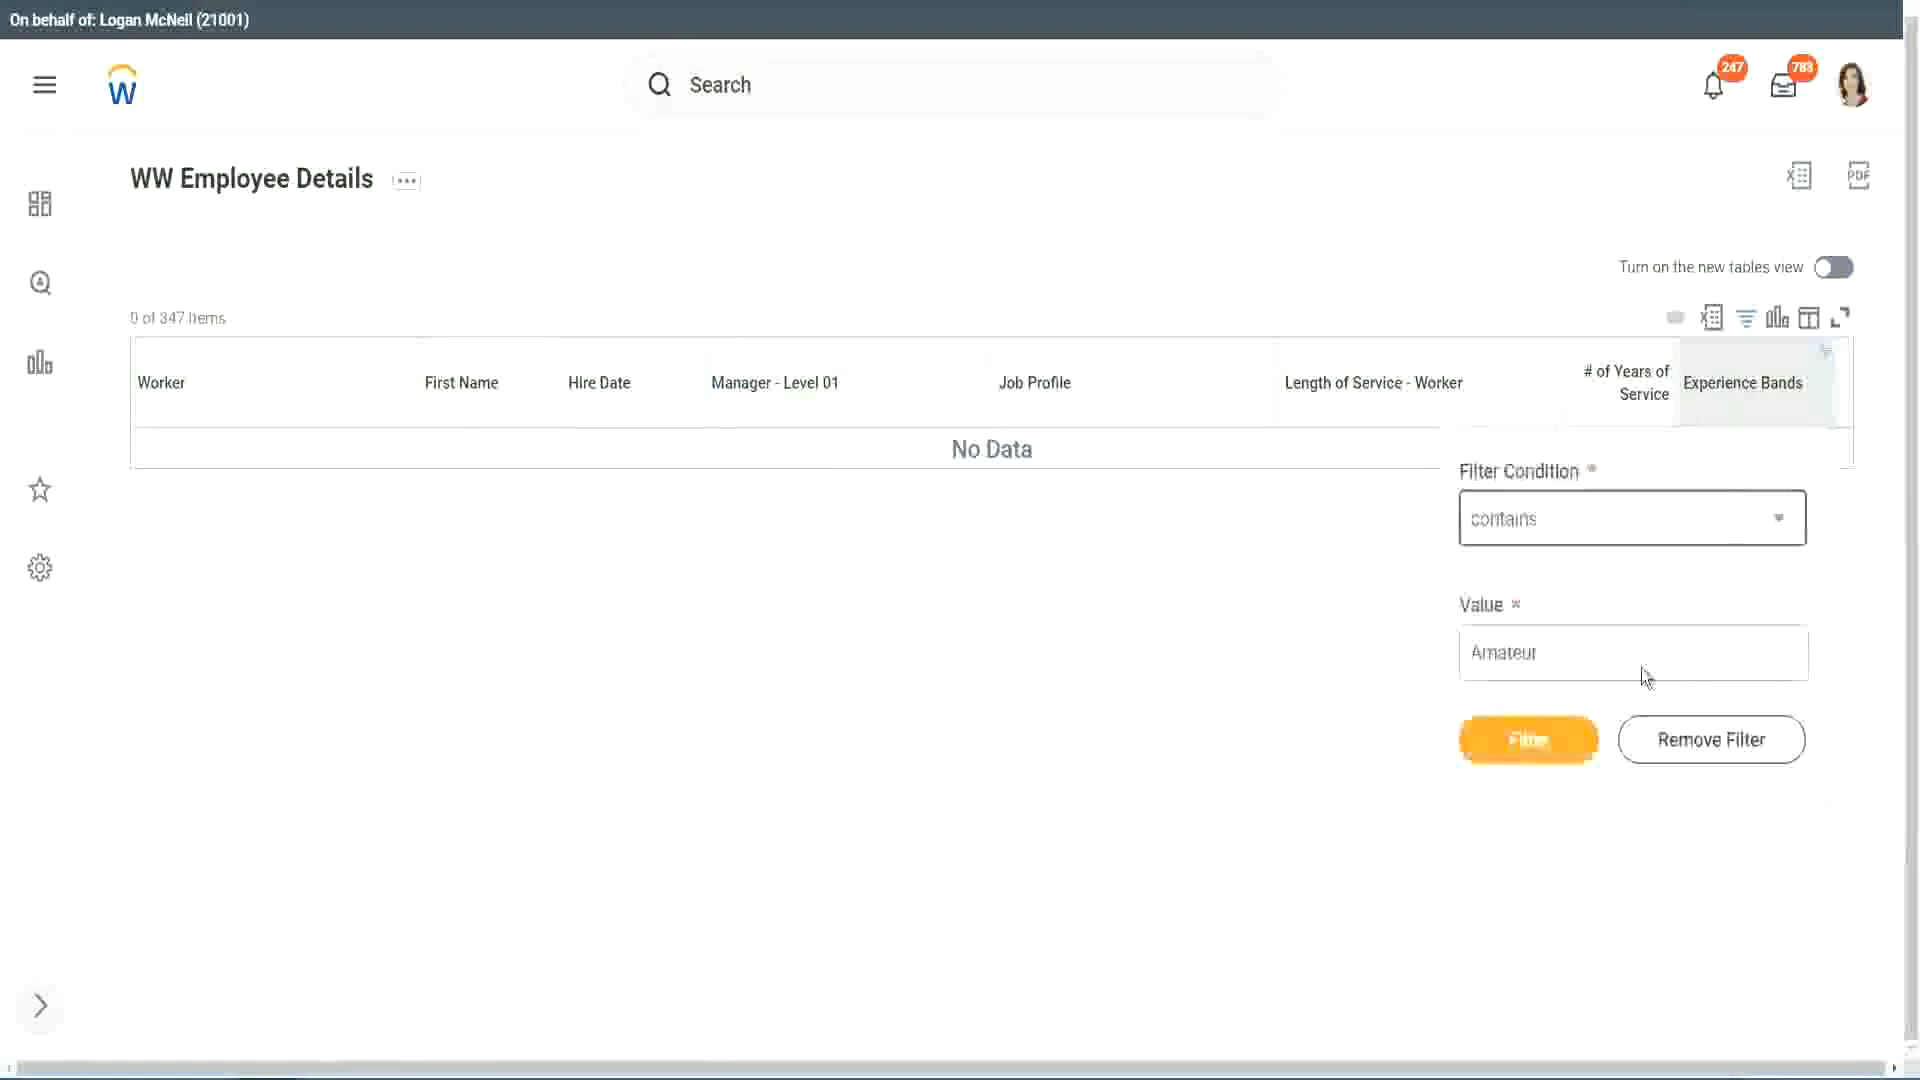 On behalf of: Logan McNeil (21001)
W
Search
247
783
WW Employee Details
X
PDF
Turn on the new tables view
0 of 347 items
X
Worker
First Name
Hire Date
Manager - Level 01
Job Profile
Length of Service - Worker
# of Years of
Service
Experience Bands
No Data
Filter Condition *
contains
Value *
Amateur
Filter
Remove Filter